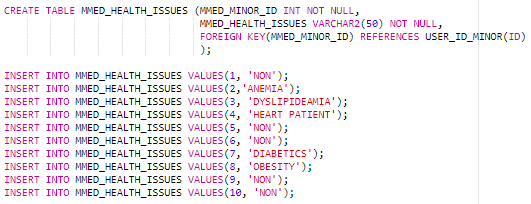 CREATE TABLE MMED_HEALTH_ISSUES (MMED_MINOR_ID INT NOT NULL,
MMED_HEALTH_ISSUES VARCHAR2(50) NOT NULL,
FOREIGN KEY(MMED_MINOR_ID) REFERENCES USER_ID_MINOR(ID)
);
INSERT INTO MMED_HEALTH_ISSUES VALUES(1, 'NON');
INSERT INTO MMED_HEALTH_ISSUES VALUES(2,'ANEMIA');
INSERT INTO MMED_HEALTH_ISSUES VALUES(3, 'DYSLIPIDEAMIA');
INSERT INTO MMED_HEALTH_ISSUES VALUES(4, 'HEART PATIENT');
INSERT INTO MMED_HEALTH_ISSUES VALUES(5, 'NON');
INSERT INTO MMED_HEALTH_ISSUES VALUES(6, 'NON');
INSERT INTO MMED_HEALTH_ISSUES VALUES(7, 'DIABETICS');
INSERT INTO MMED_HEALTH_ISSUES VALUES(8, 'OBESITY');
INSERT INTO MMED_HEALTH_ISSUES VALUES(9, 'NON');
INSERT INTO MMED_HEALTH_ISSUES VALUES(10, 'NON');